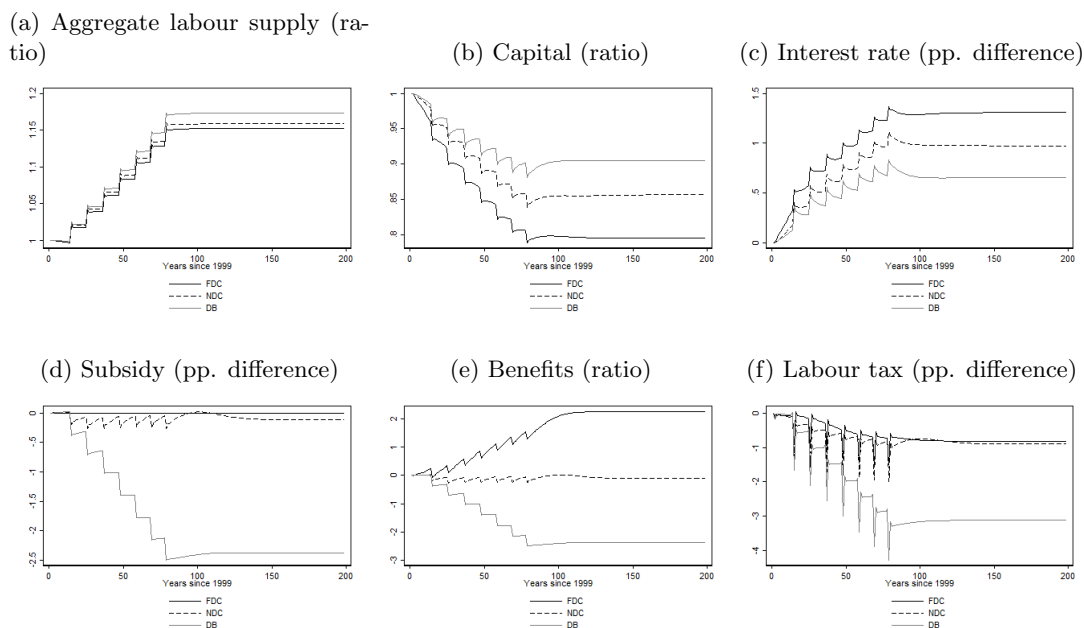 (a) Aggregate labour supply (ra-
tio)
(b) Capital (ratio)
(c) Interest rate (pp. difference)
1.2
1.15
1.1
1.05
1
0 50 100 150 200
Years since 1999
FDC
NDC
DB
1
.95
.9
.85
.8
0 50 100 150 200
Years since 1999
FDC
NDC
DB
1.5
1
.5
0
0 50 100 150 200
Years since 1999
FDC
NDC
DB
(d) Subsidy (pp. difference)
(e) Benefits (ratio)
(f) Labour tax (pp. difference)
0
-.5
-1
-1.5
-2
-2.5
0 50 100 150 200
Years since 1999
FDC
NDC
DB
2
1
0
-1
-2
-3
0 50 100 150 200
Years since 1999
FDC
NDC
DB
0
-1
-2
-3
-4
0 50 100 150 200
Years since 1999
FDC
NDC
DB